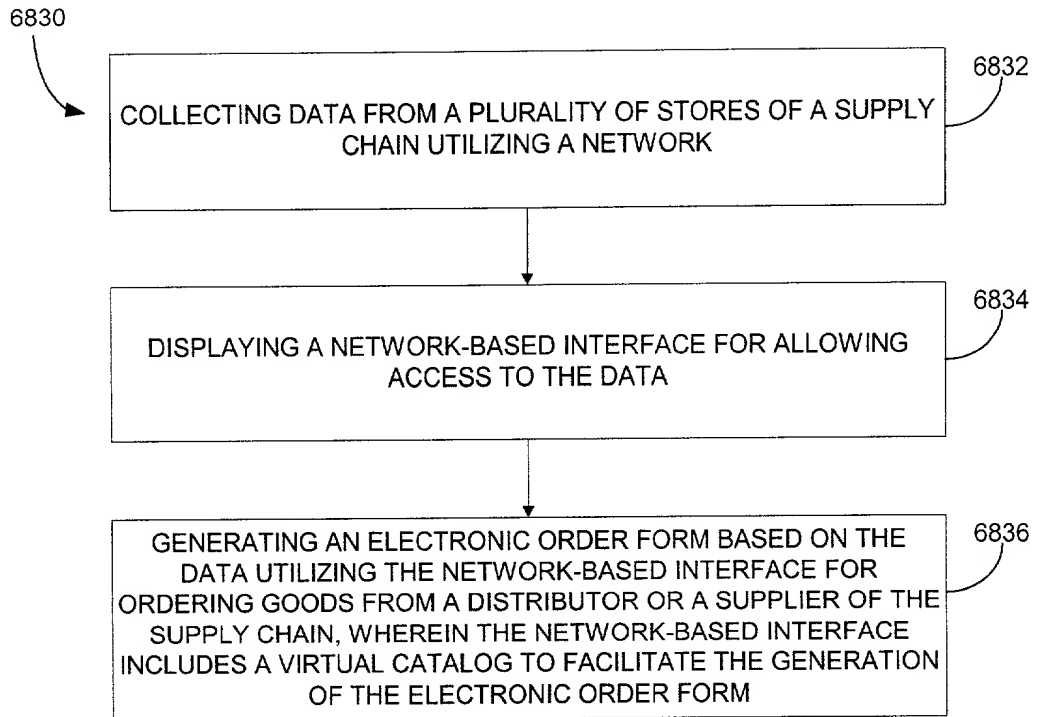 6830
6832
COLLECTING DATA FROM A PLURALITY OF STORES OF A SUPPLY
CHAIN UTILIZING A NETWORK
6834
DISPLAYING A NETWORK-BASED INTERFACE FOR ALLOWING
ACCESS TO THE DATA
6836
GENERATING AN ELECTRONIC ORDER FORM BASED ON THE
DATA UTILIZING THE NETWORK-BASED INTERFACE FOR
ORDERING GOODS FROM A DISTRIBUTOR OR A SUPPLIER OF THE
SUPPLY CHAIN, WHEREIN THE NETWORK-BASED INTERFACE
INCLUDES A VIRTUAL CATALOG TO FACILITATE THE GENERATION
OF THE ELECTRONIC ORDER FORM